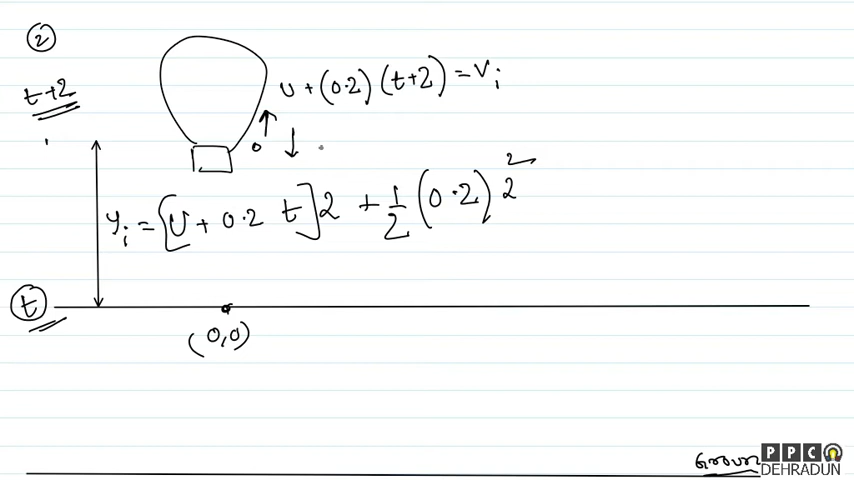 ②
t+2
U + (0.2) (t+2) = Vi
0
yi = [U + 0.2 t] 2 + 1/2 (0.2) 2²
t
(0,0)
PPC
DEHRADUN